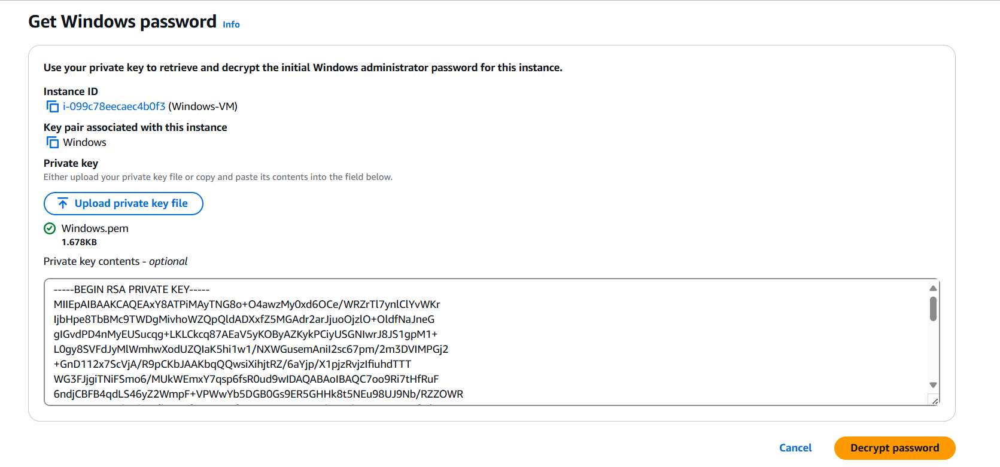 Get Windows password Info
Use your private key to retrieve and decrypt the initial Windows administrator password for this instance.
Instance ID
i-099c78eecaec4b0f3 (Windows-VM)
Key pair associated with this instance
Windows
Private key
Either upload your private key file or copy and paste its contents into the field below.
Upload private key file
Windows.pem
1.678KB
Private key contents - optional
-----BEGIN RSA PRIVATE KEY-----
MIIEpAIBAAKCAQEAxY8ATPiMAyTNG8o+O4awzMy0xd6OCe/WRZrTl7ynlClYvWKr
IjbHpe8TbBMc9TWDgMivhoWZQpQldADXxfZ5MGAdr2arJjuoOjzlO+OldfNaJneG
gIGvdPD4nMyEUSucqg+LKLCkcq87AEaV5yKOByAZKykPCiyUSGNIwrJ8JS1gpM1+
L0gy8SVFdJyMlWmhwXodUZQIaK5hi1w1/NXWGusemAniI2sc67pm/2m3DVIMPGj2
+GnD112x7ScVjA/R9pCKbJAAKbqQQwsiXihjtRZ/6aYjp/X1pjzRvjzIfiuhdTTT
WG3FJjgiTNiFSmo6/MUkWEmxY7qsp6fsR0ud9wIDAQABAoIBAQC7oo9Ri7tHfRuF
6ndjCBFB4qdLS46yZ2WmpF+VPWwYb5DGB0Gs9ER5GHHk8t5NEu98UJ9Nb/RZZOWR
Cancel
Decrypt password